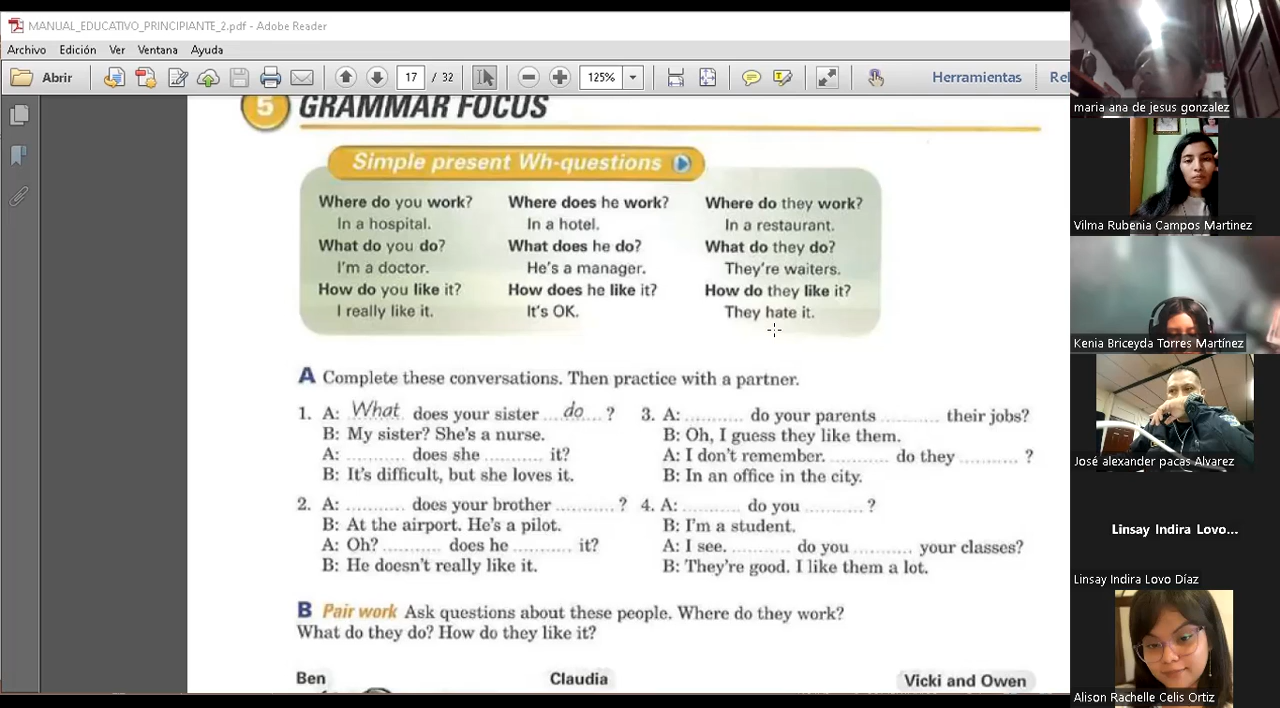 MANUAL_EDUCATIVO_PRINCIPIANTE_2.pdf - Adobe Reader
Archivo Edición Ver Ventana Ayuda
Abrir 17 / 32 125% Herramientas Rel
5 GRAMMAR FOCUS
Simple present Wh-questions
Where do you work?
In a hospital.
What do you do?
I'm a doctor.
How do you like it?
I really like it.
Where does he work?
In a hotel.
What does he do?
He's a manager.
How does he like it?
It's OK.
Where do they work?
In a restaurant.
What do they do?
They're waiters.
How do they like it?
They hate it.
A Complete these conversations. Then practice with a partner.
1. A: What does your sister do ?
B: My sister? She's a nurse.
A: .......... does she .......... it?
B: It's difficult, but she loves it.
2. A: .......... does your brother .......... ?
B: At the airport. He's a pilot.
A: Oh? .......... does he .......... it?
B: He doesn't really like it.
3. A: .......... do your parents .......... their jobs?
B: Oh, I guess they like them.
A: I don't remember. .......... do they .......... ?
B: In an office in the city.
4. A: .......... do you .......... ?
B: I'm a student.
A: I see. .......... do you .......... your classes?
B: They're good. I like them a lot.
B Pair work Ask questions about these people. Where do they work?
What do they do? How do they like it?
Ben Claudia Vicki and Owen
maria ana de jesus gonzalez
Vilma Rubenia Campos Martinez
Kenia Briceyda Torres Martínez
José alexander pacas Alvarez
Linsay Indira Lovo...
Linsay Indira Lovo Díaz
Alison Rachelle Celis Ortiz